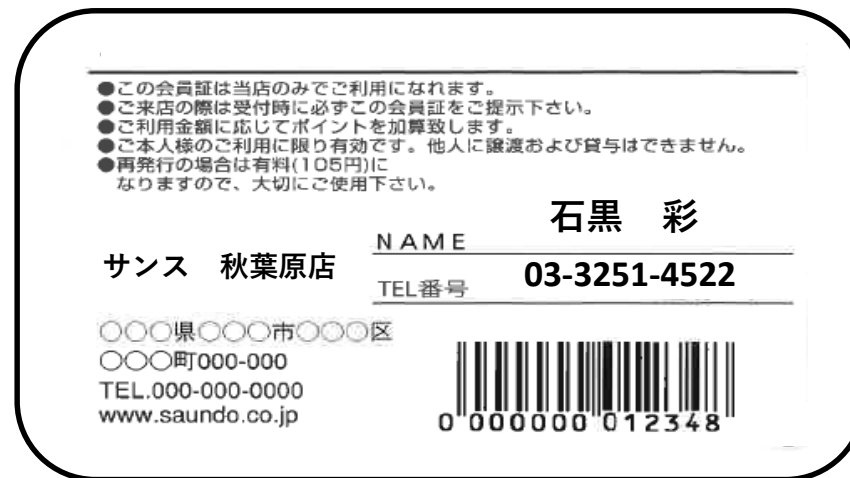 ●この会員証は当店のみでご利用になれます。
●ご来店の際は受付時に必ずこの会員証をご提示下さい。
●ご利用金額に応じてポイントを加算致します。
●ご本人様のご利用に限り有効です。他人に譲渡および貸与はできません。
●再発行の場合は有料(105円)に
なりますので、大切にご使用下さい。
サンス 秋葉原店
NAME 石黒 彩
TEL番号 03-3251-4522
○○○県○○○市○○○区
○○○町000-000
TEL.000-000-0000
www.saundo.co.jp
0 000000 012348